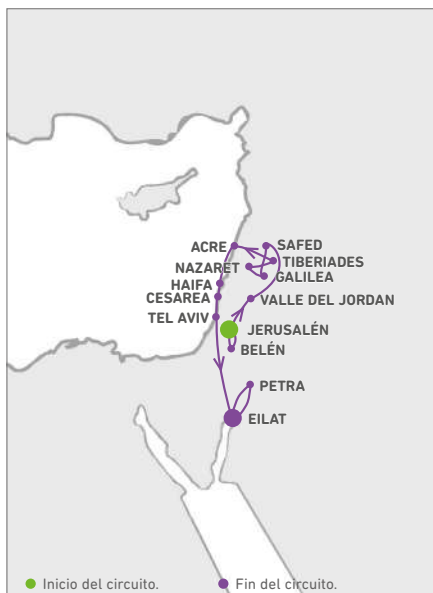 ACRE
SAFED
TIBERIADES
NAZARET
GALILEA
HAIFA
CESAREA
VALLE DEL JORDAN
TEL AVIV
JERUSALÉN
BELÉN
PETRA
EILAT
Inicio del circuito.
Fin del circuito.